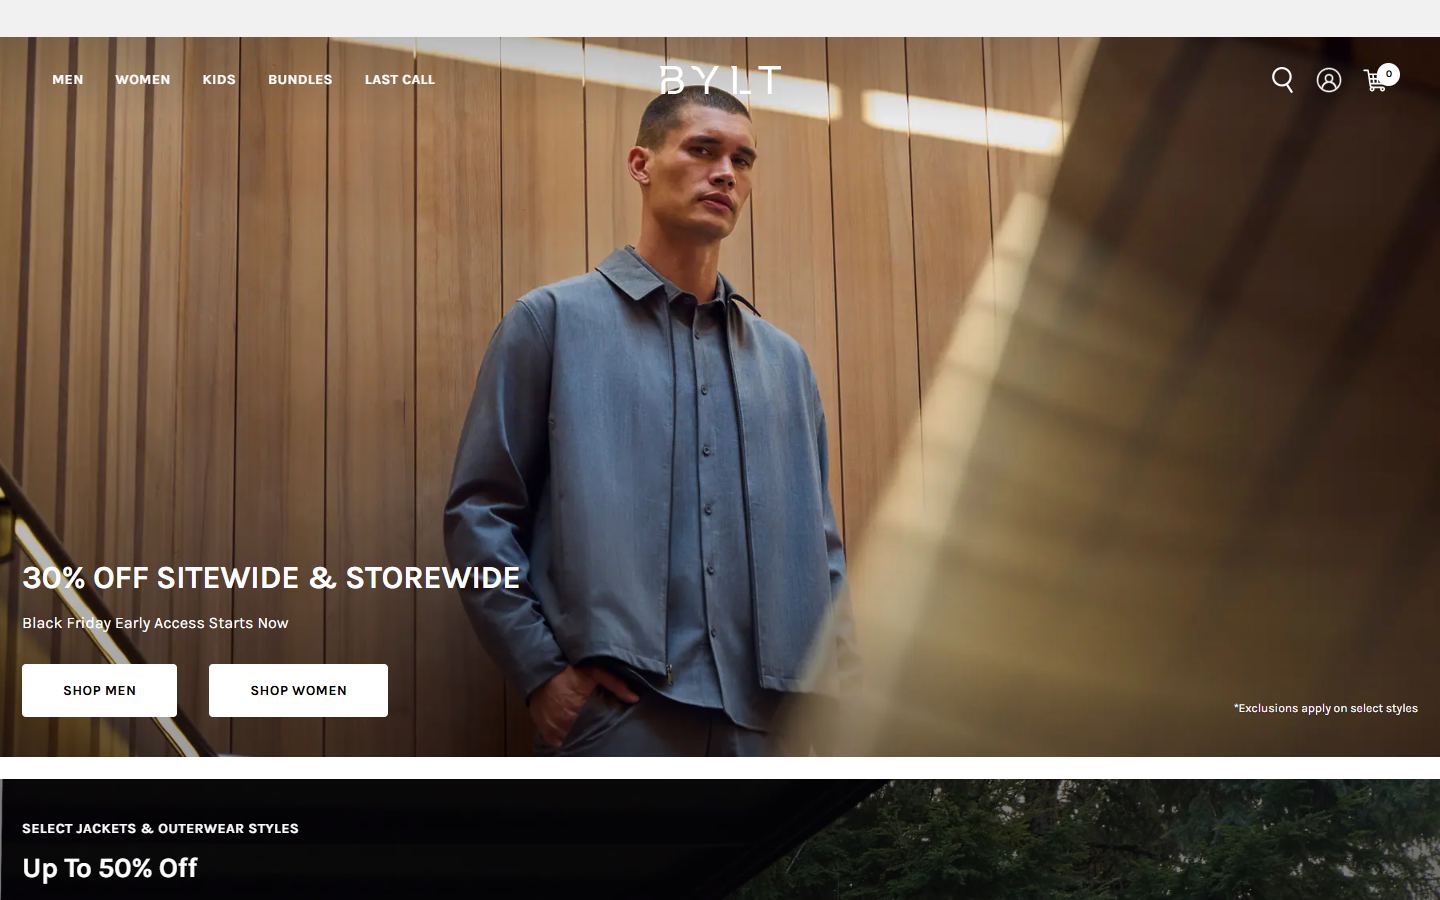 MEN WOMEN KIDS BUNDLES LAST CALL
BYLT
0
30% OFF SITEWIDE & STOREWIDE
Black Friday Early Access Starts Now
SHOP MEN
SHOP WOMEN
*Exclusions apply on select styles
SELECT JACKETS & OUTERWEAR STYLES
Up To 50% Off